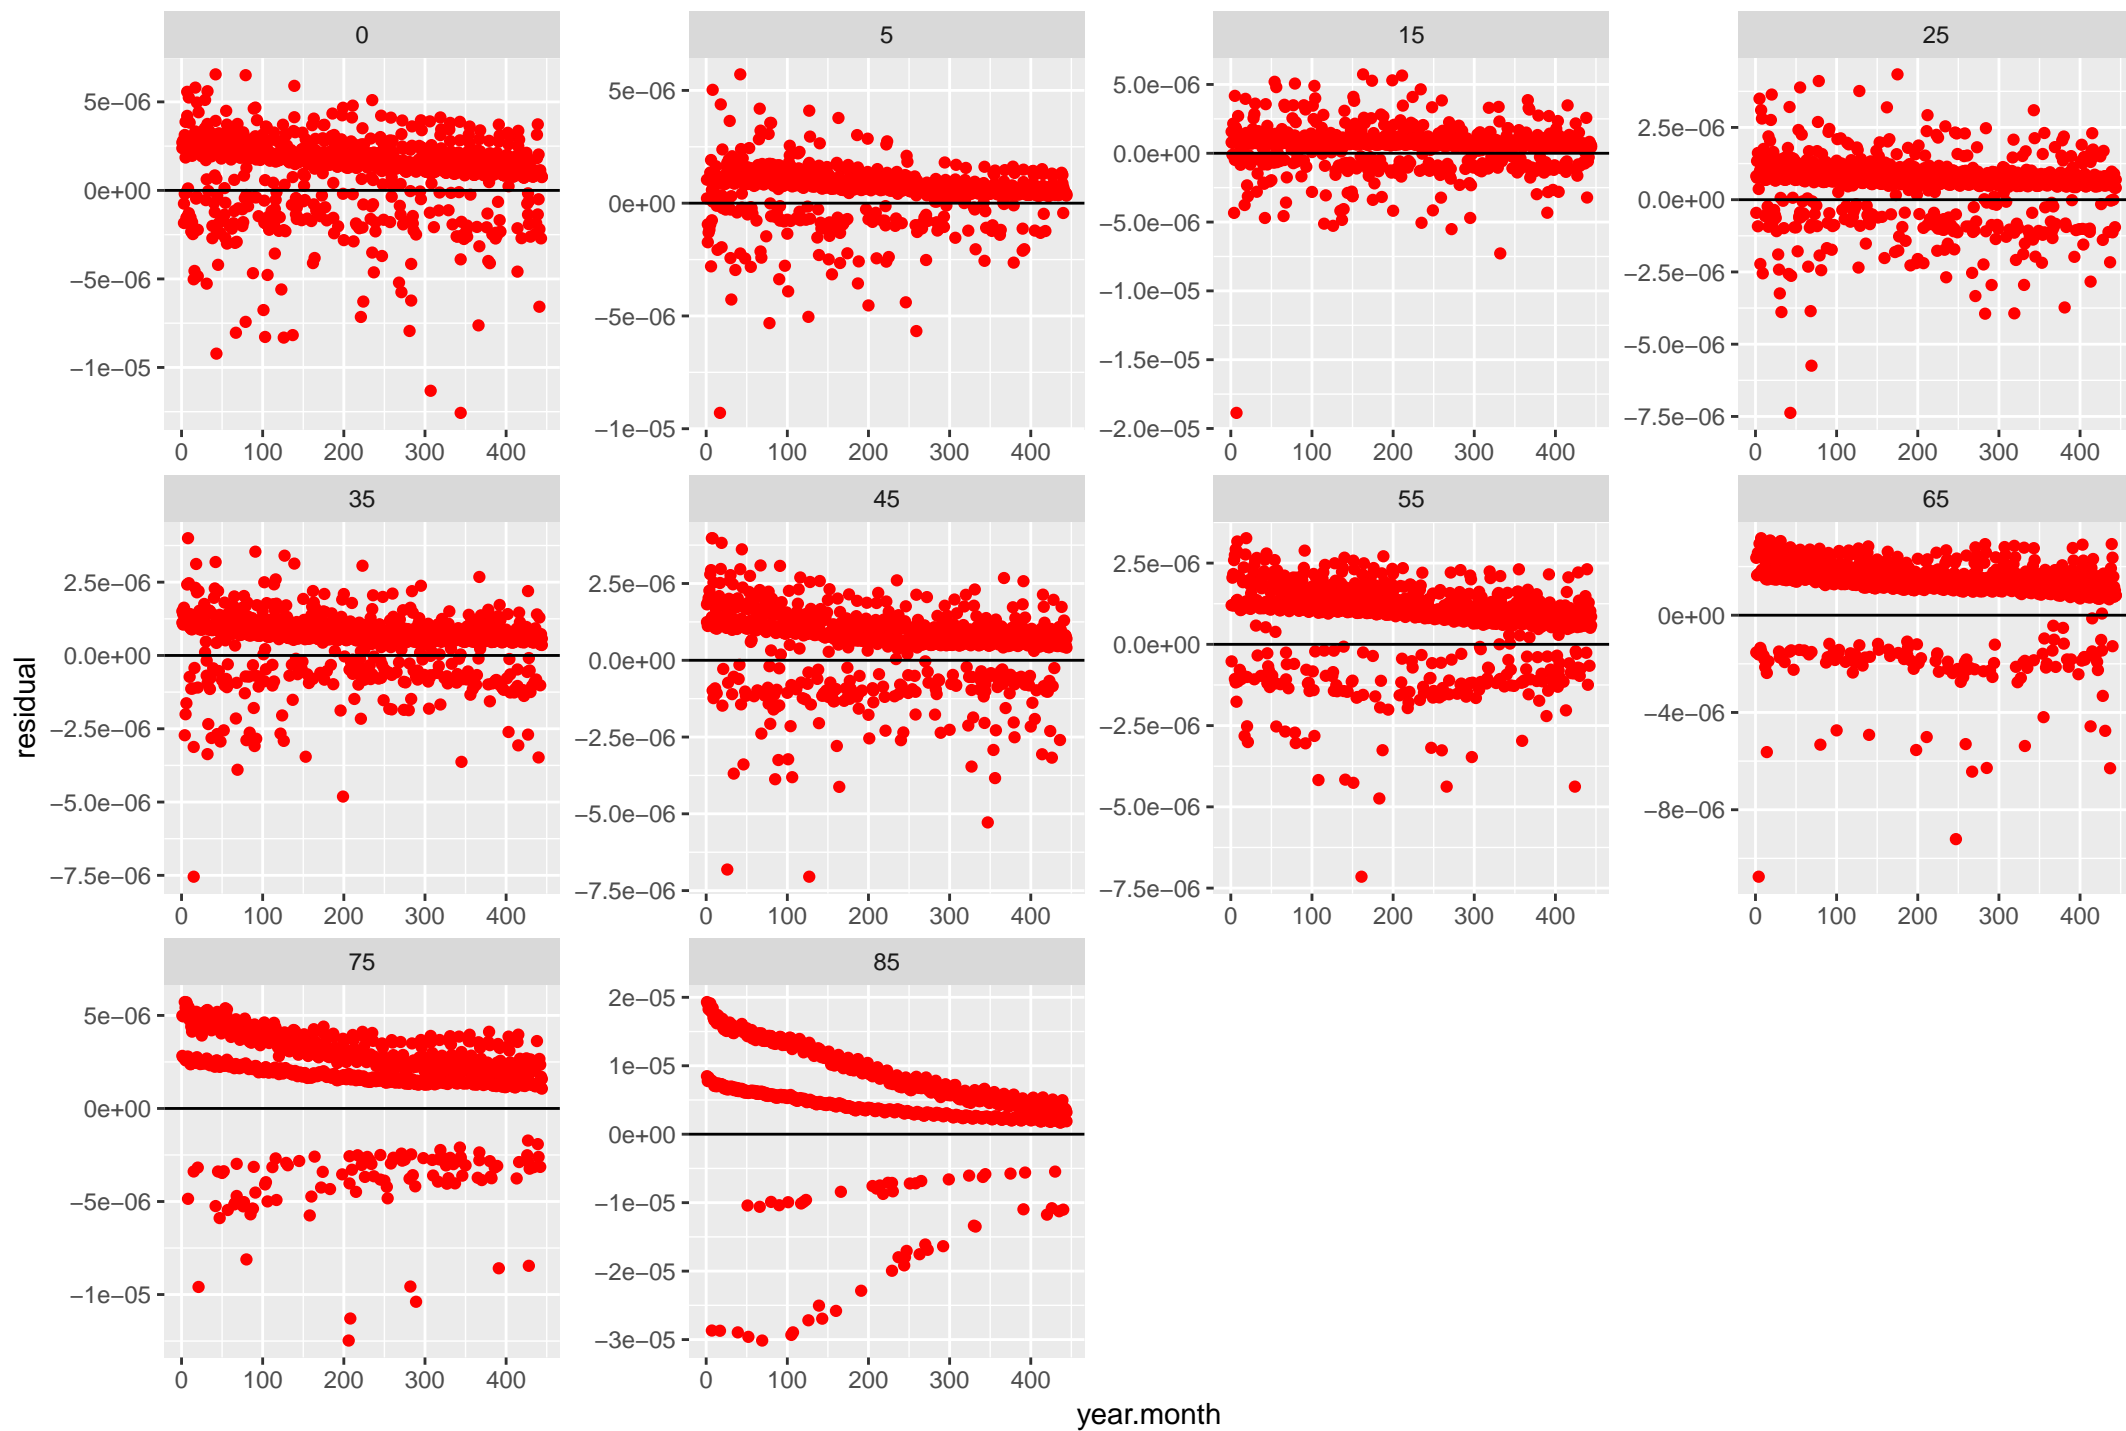 0 5 15 25
5e−06
0e+00
−5e−06
−1e−05
5e−06
0e+00
−5e−06
−1e−05
5.0e−06
0.0e+00
−5.0e−06
−1.0e−05
−1.5e−05
−2.0e−05
2.5e−06
0.0e+00
−2.5e−06
−5.0e−06
−7.5e−06
0 100 200 300 400 0 100 200 300 400 0 100 200 300 400 0 100 200 300 400
35 45 55 65
2.5e−06
0.0e+00
−2.5e−06
−5.0e−06
−7.5e−06
2.5e−06
0.0e+00
−2.5e−06
−5.0e−06
−7.5e−06
2.5e−06
0.0e+00
−2.5e−06
−5.0e−06
−7.5e−06
0e+00
−4e−06
−8e−06
0 100 200 300 400 0 100 200 300 400 0 100 200 300 400 0 100 200 300 400
75 85
5e−06
0e+00
−5e−06
−1e−05
2e−05
1e−05
0e+00
−1e−05
−2e−05
−3e−05
0 100 200 300 400 0 100 200 300 400
year.month
residual